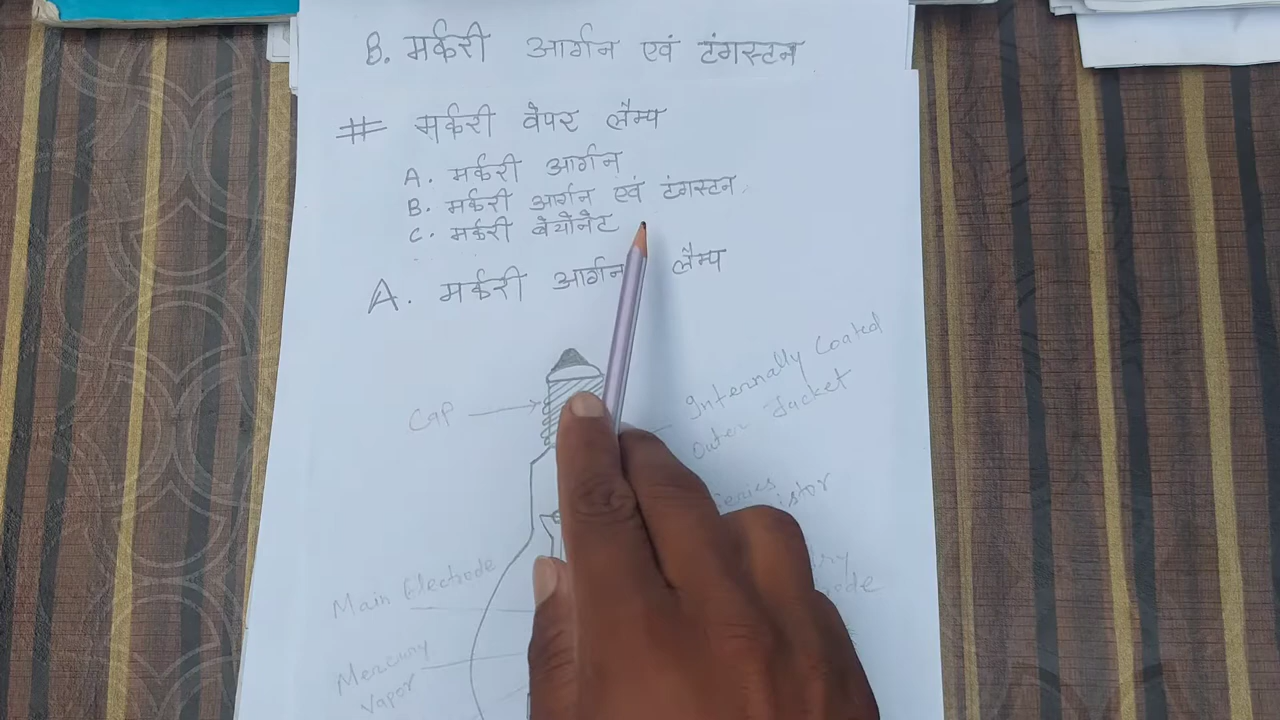 B. मर्करी आर्गन एवं टंगस्टन
# मर्करी वेपर लैम्प
A. मर्करी आर्गन
B. मर्करी आर्गन एवं टंगस्टन
C. मर्करी बेयोनेट
A. मर्करी आर्गन लैम्प
Cap
Internally Coated
Outer Jacket
Series
Main Electrode
Mercury
Vapor